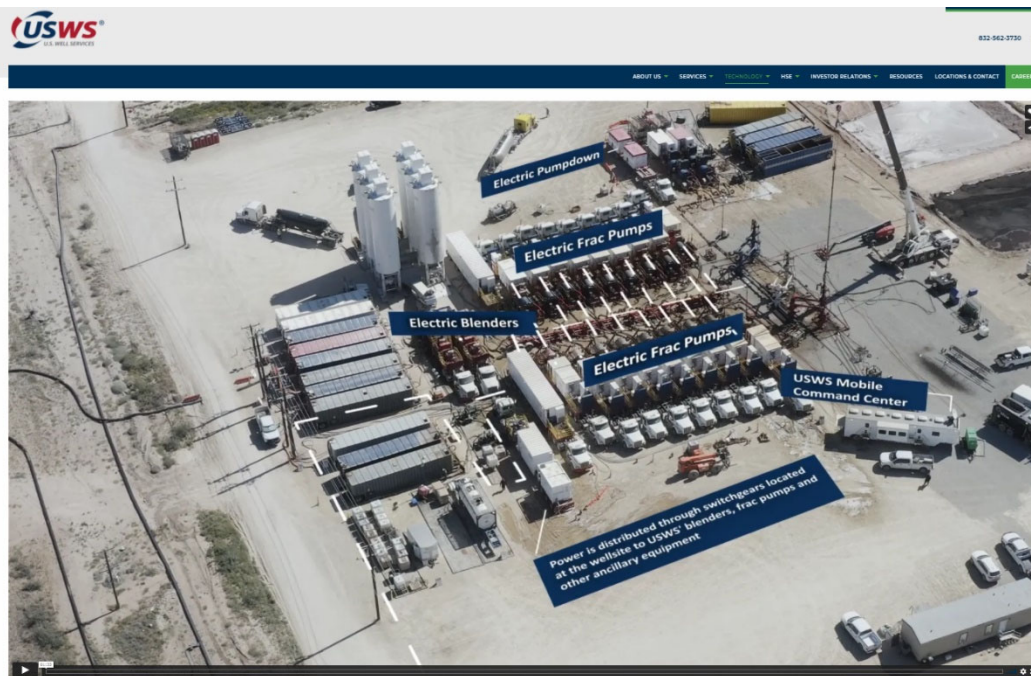 USWS®
U.S. WELL SERVICES
832-562-3730
ABOUT US
SERVICES
TECHNOLOGY
HSE
INVESTOR RELATIONS
RESOURCES
LOCATIONS & CONTACT
CAREE
Electric Pumpdown
Electric Frac Pumps
Electric Blenders
Electric Frac Pumps
USWS Mobile
Command Center
Power is distributed through switchgears located
at the wellsite to USWS' blenders, frac pumps and
other ancillary equipment